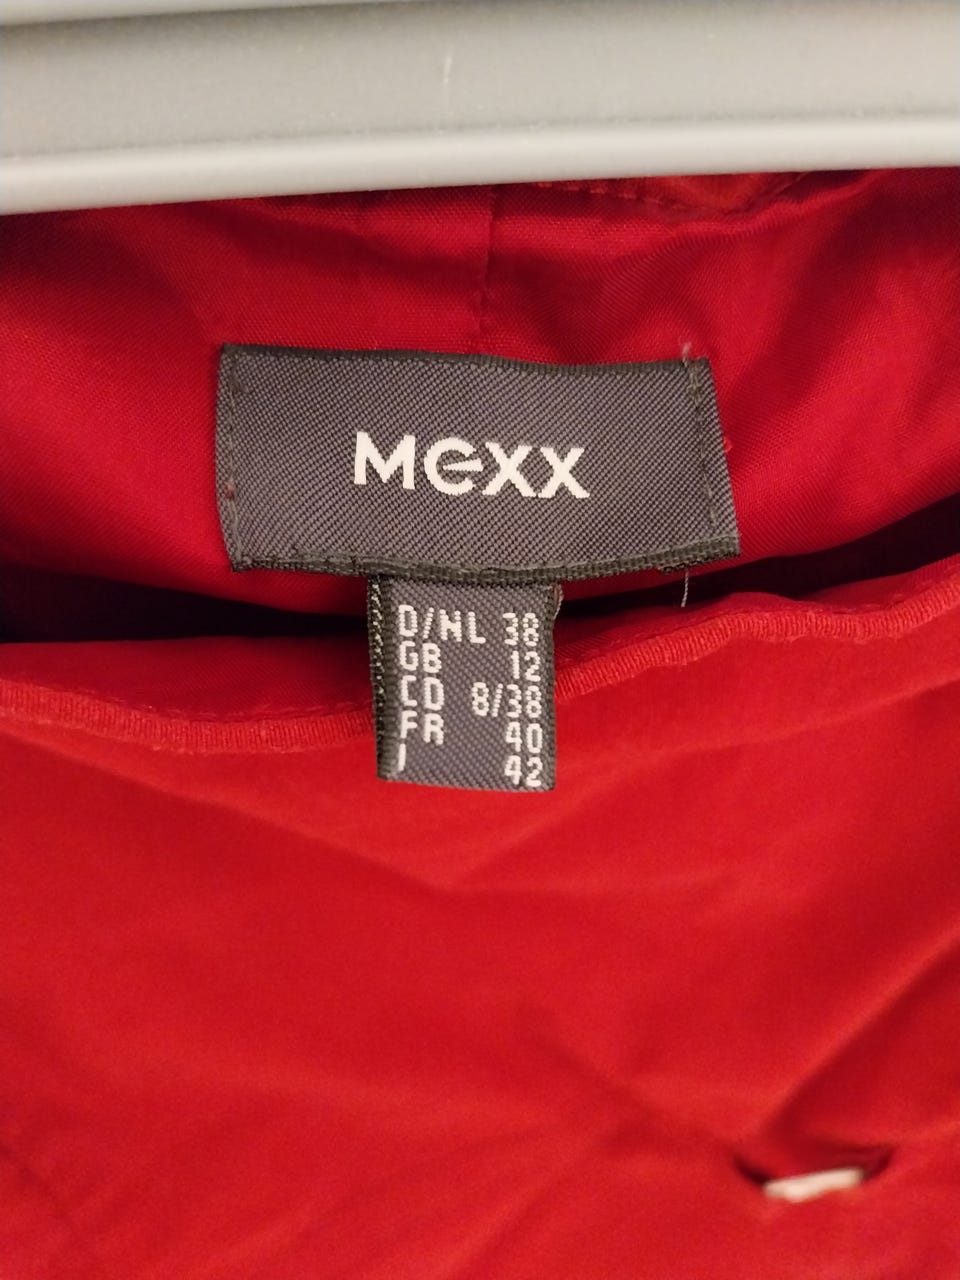 Mexx
D/NL 38
GB 12
CD 8/38
FR 40
I 42